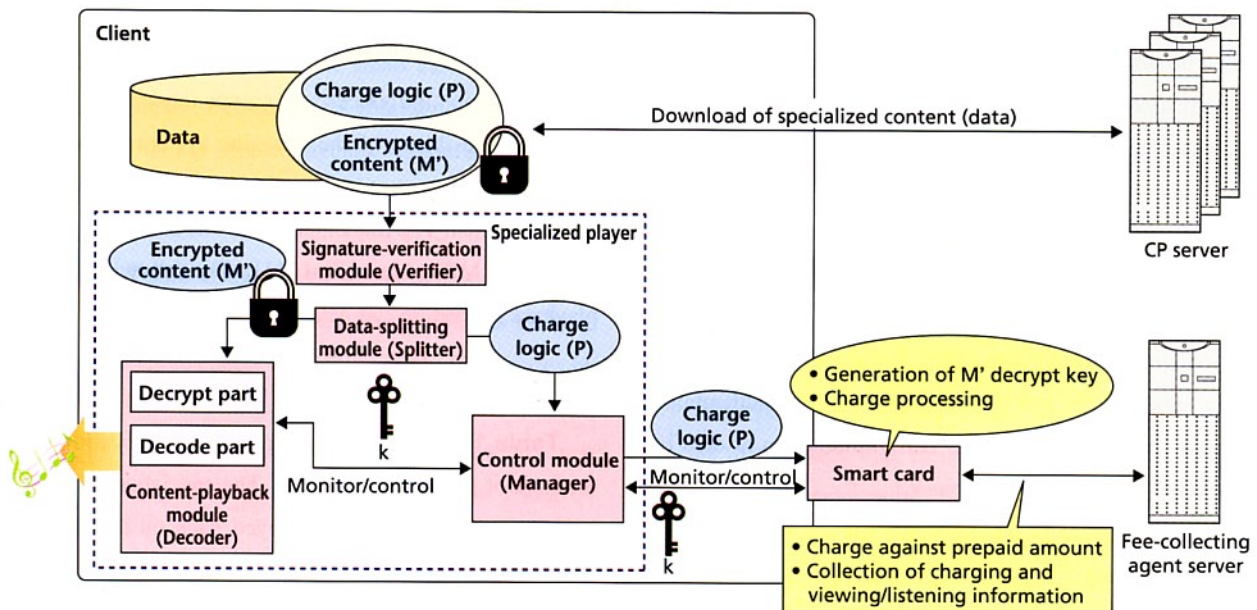 Client
Data
Charge logic (P)
Encrypted
content (M')
Download of specialized content (data)
CP server
Specialized player
Encrypted
content (M')
Signature-verification
module (Verifier)
Data-splitting
module (Splitter)
Charge
logic (P)
Decrypt part
Decode part
Content-playback
module
(Decoder)
k
Monitor/control
Control module
(Manager)
Charge
logic (P)
Monitor/control
k
• Generation of M' decrypt key
• Charge processing
Smart card
• Charge against prepaid amount
• Collection of charging and
viewing/listening information
Fee-collecting
agent server